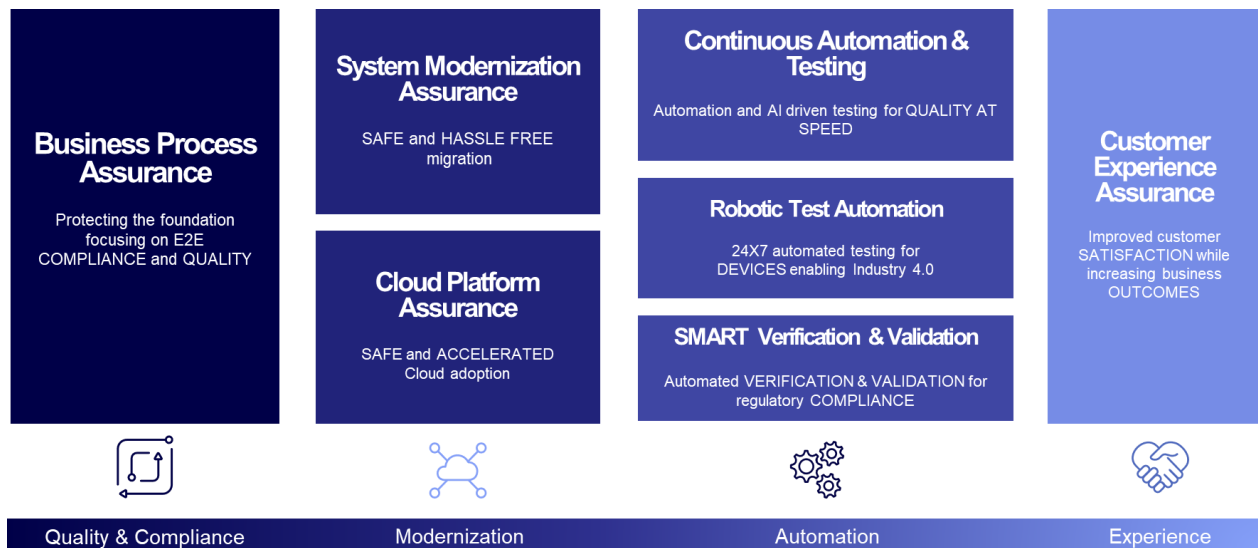 Business Process
Assurance
Protecting the foundation
focusing on E2E
COMPLIANCE and QUALITY
System Modernization
Assurance
SAFE and HASSLE FREE
migration
Cloud Platform
Assurance
SAFE and ACCELERATED
Cloud adoption
Continuous Automation &
Testing
Automation and AI driven testing for QUALITY AT
SPEED
Robotic Test Automation
24X7 automated testing for
DEVICES enabling Industry 4.0
SMART Verification & Validation
Automated VERIFICATION & VALIDATION for
regulatory COMPLIANCE
Customer
Experience
Assurance
Improved customer
SATISFACTION while
increasing business
OUTCOMES
Quality & Compliance
Modernization
Automation
Experience